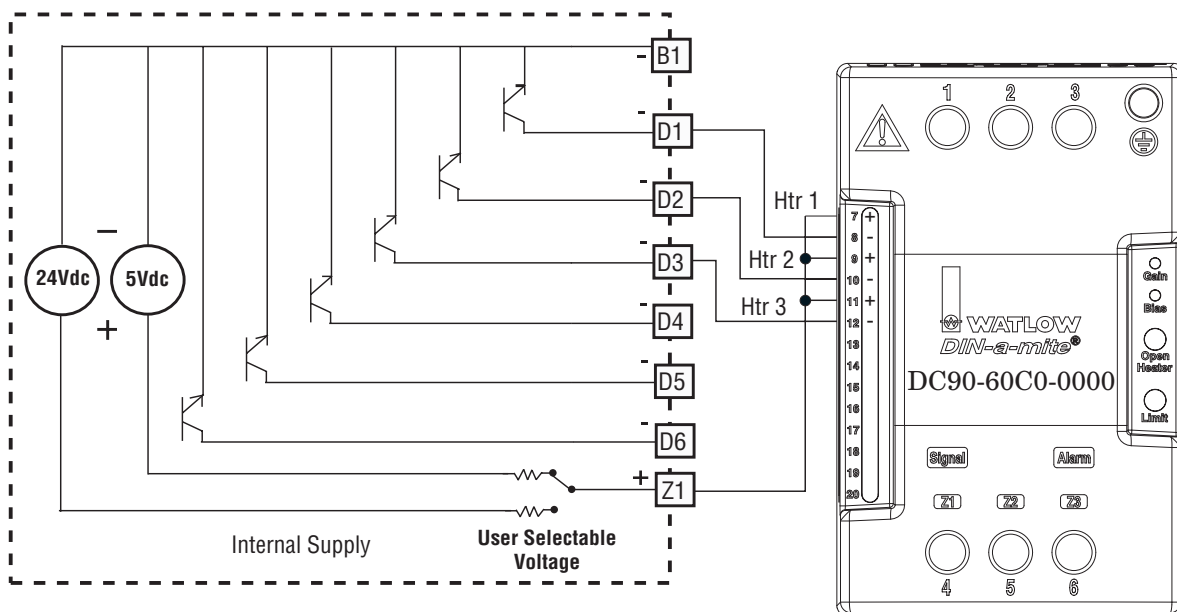 B1
-
D1
-
D2
-
D3
-
D4
-
D5
-
D6
-
24Vdc
5Vdc
-
+
+
Z1
Internal Supply
User Selectable
Voltage
Htr 1
Htr 2
Htr 3
1 2 3
7 +
8 -
9 +
10 -
11 +
12 -
13
14
15
16
17
18
19
20
WATLOW
DIN-a-mite®
DC90-60C0-0000
Gain
Bias
Open
Heater
Limit
Signal
Alarm
Z1 Z2 Z3
4 5 6